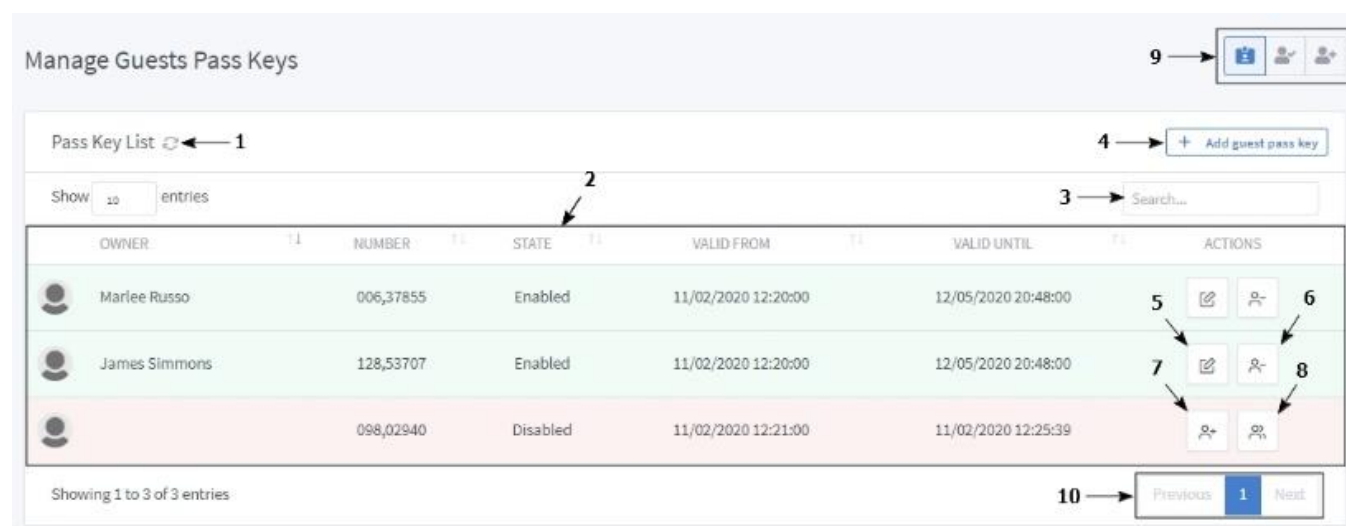 Manage Guests Pass Keys
9
Pass Key List 1
4 + Add guest pass key
Show 10 entries
2
3 Search...
OWNER NUMBER STATE VALID FROM VALID UNTIL ACTIONS
Marlee Russo 006,37855 Enabled 11/02/2020 12:20:00 12/05/2020 20:48:00
5 6
James Simmons 128,53707 Enabled 11/02/2020 12:20:00 12/05/2020 20:48:00
7 8
098,02940 Disabled 11/02/2020 12:21:00 11/02/2020 12:25:39
Showing 1 to 3 of 3 entries
10 Previous 1 Next